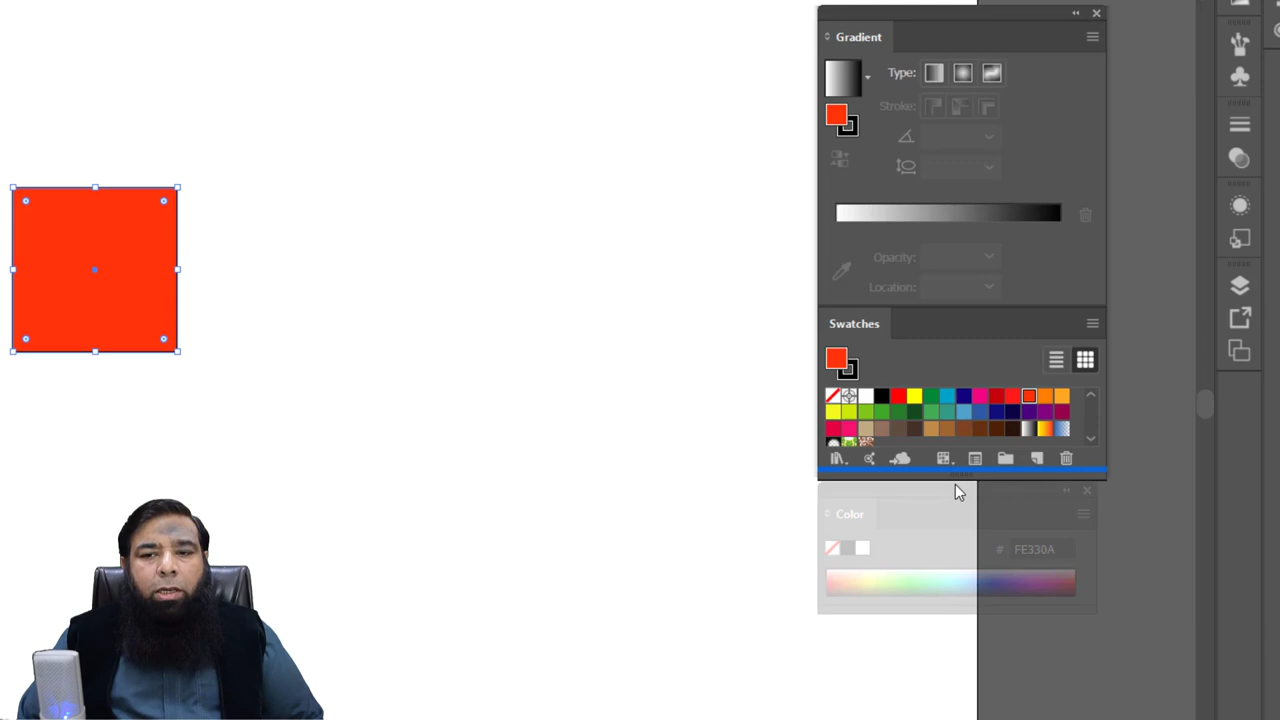 Gradient
Type:
Stroke:
Opacity:
Location:
Swatches
Color
# FE330A